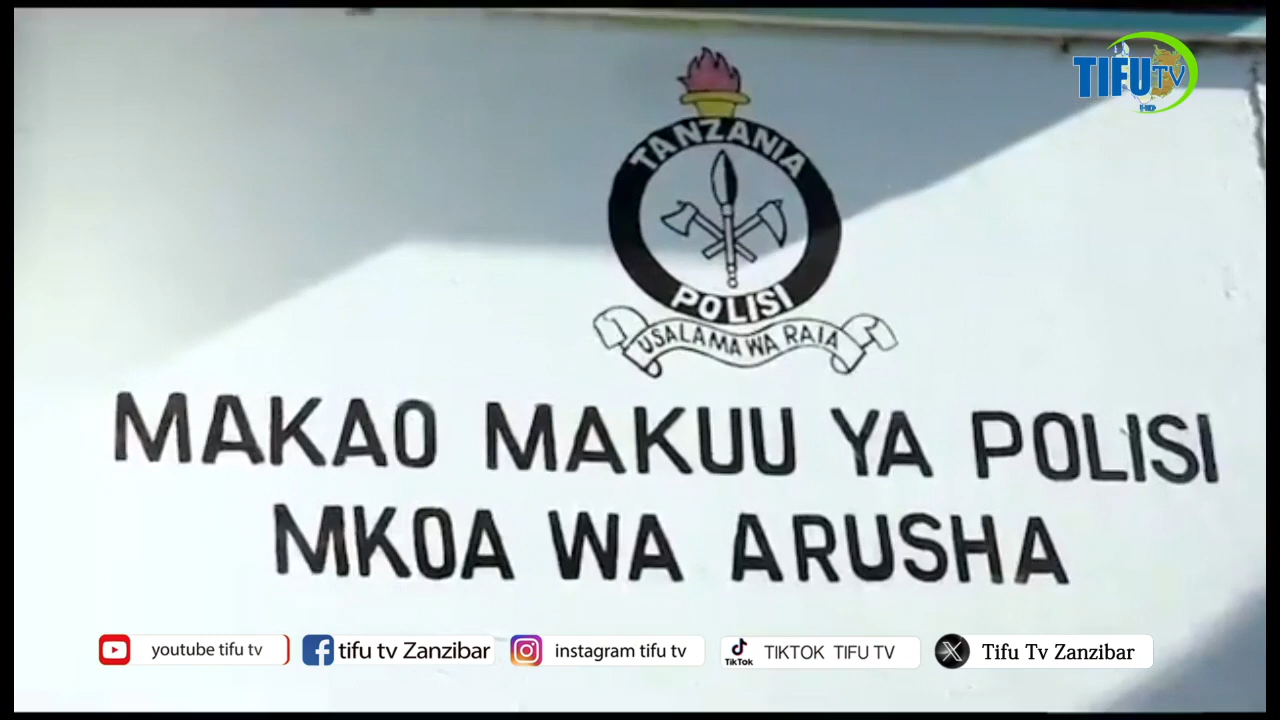 TIFU TV
HD
TANZANIA
POLISI
USALAMA WA RAIA
MAKAO MAKUU YA POLISI
MKOA WA ARUSHA
youtube tifu tv
tifu tv Zanzibar
instagram tifu tv
TikTok
TIKTOK TIFU TV
Tifu Tv Zanzibar